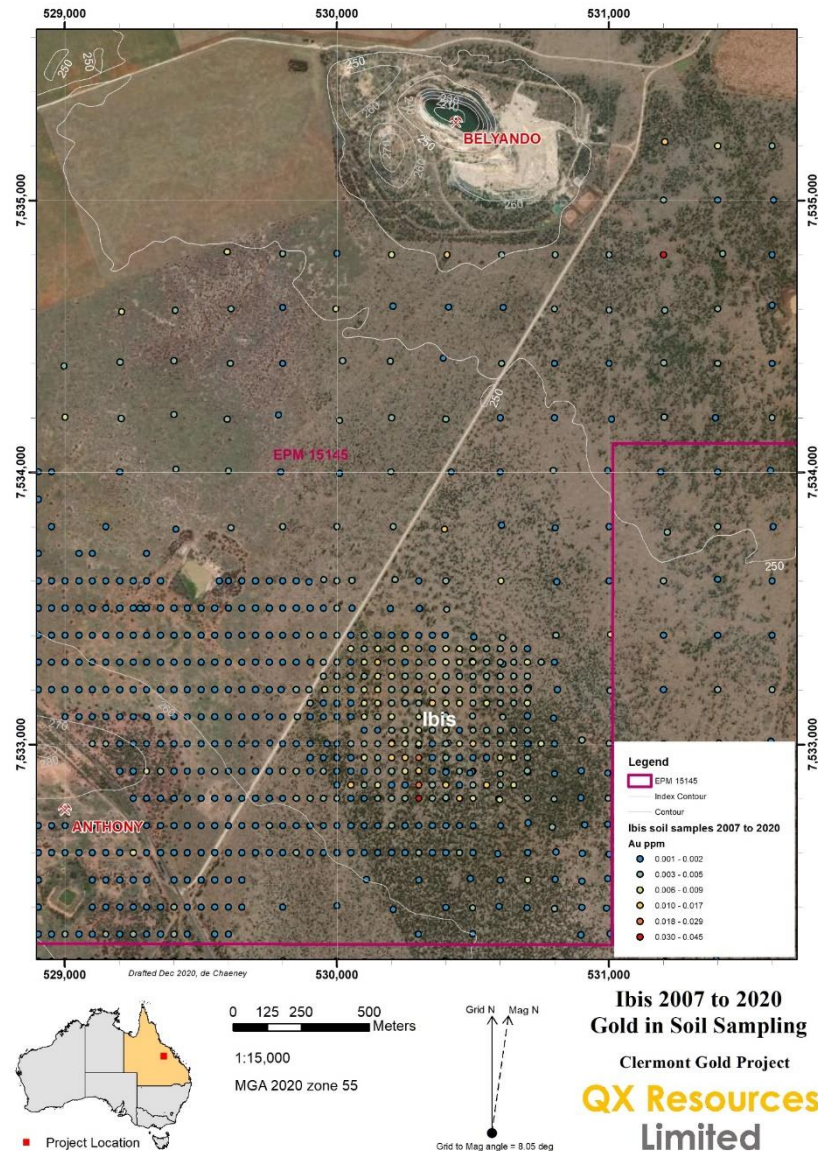 529,000
530,000
531,000
250
250
250
260
210
BELYANDO
250
260
7,535,000
7,535,000
250
250
EPM 15145
7,534,000
7,534,000
250
Ibis
7,533,000
7,533,000
ANTHONY
Legend
EPM 15145
Index Contour
Contour
Ibis soil samples 2007 to 2020
Au ppm
0.001 - 0.002
0.003 - 0.005
0.006 - 0.009
0.010 - 0.017
0.018 - 0.029
0.030 - 0.045
529,000
530,000
531,000
Drafted Dec 2020, de Chaeney
0 125 250 500
Meters
1:15,000
MGA 2020 zone 55
Project Location
Grid N
Mag N
Grid to Mag angle = 8.05 deg
Ibis 2007 to 2020
Gold in Soil Sampling
Clermont Gold Project
QX Resources
Limited